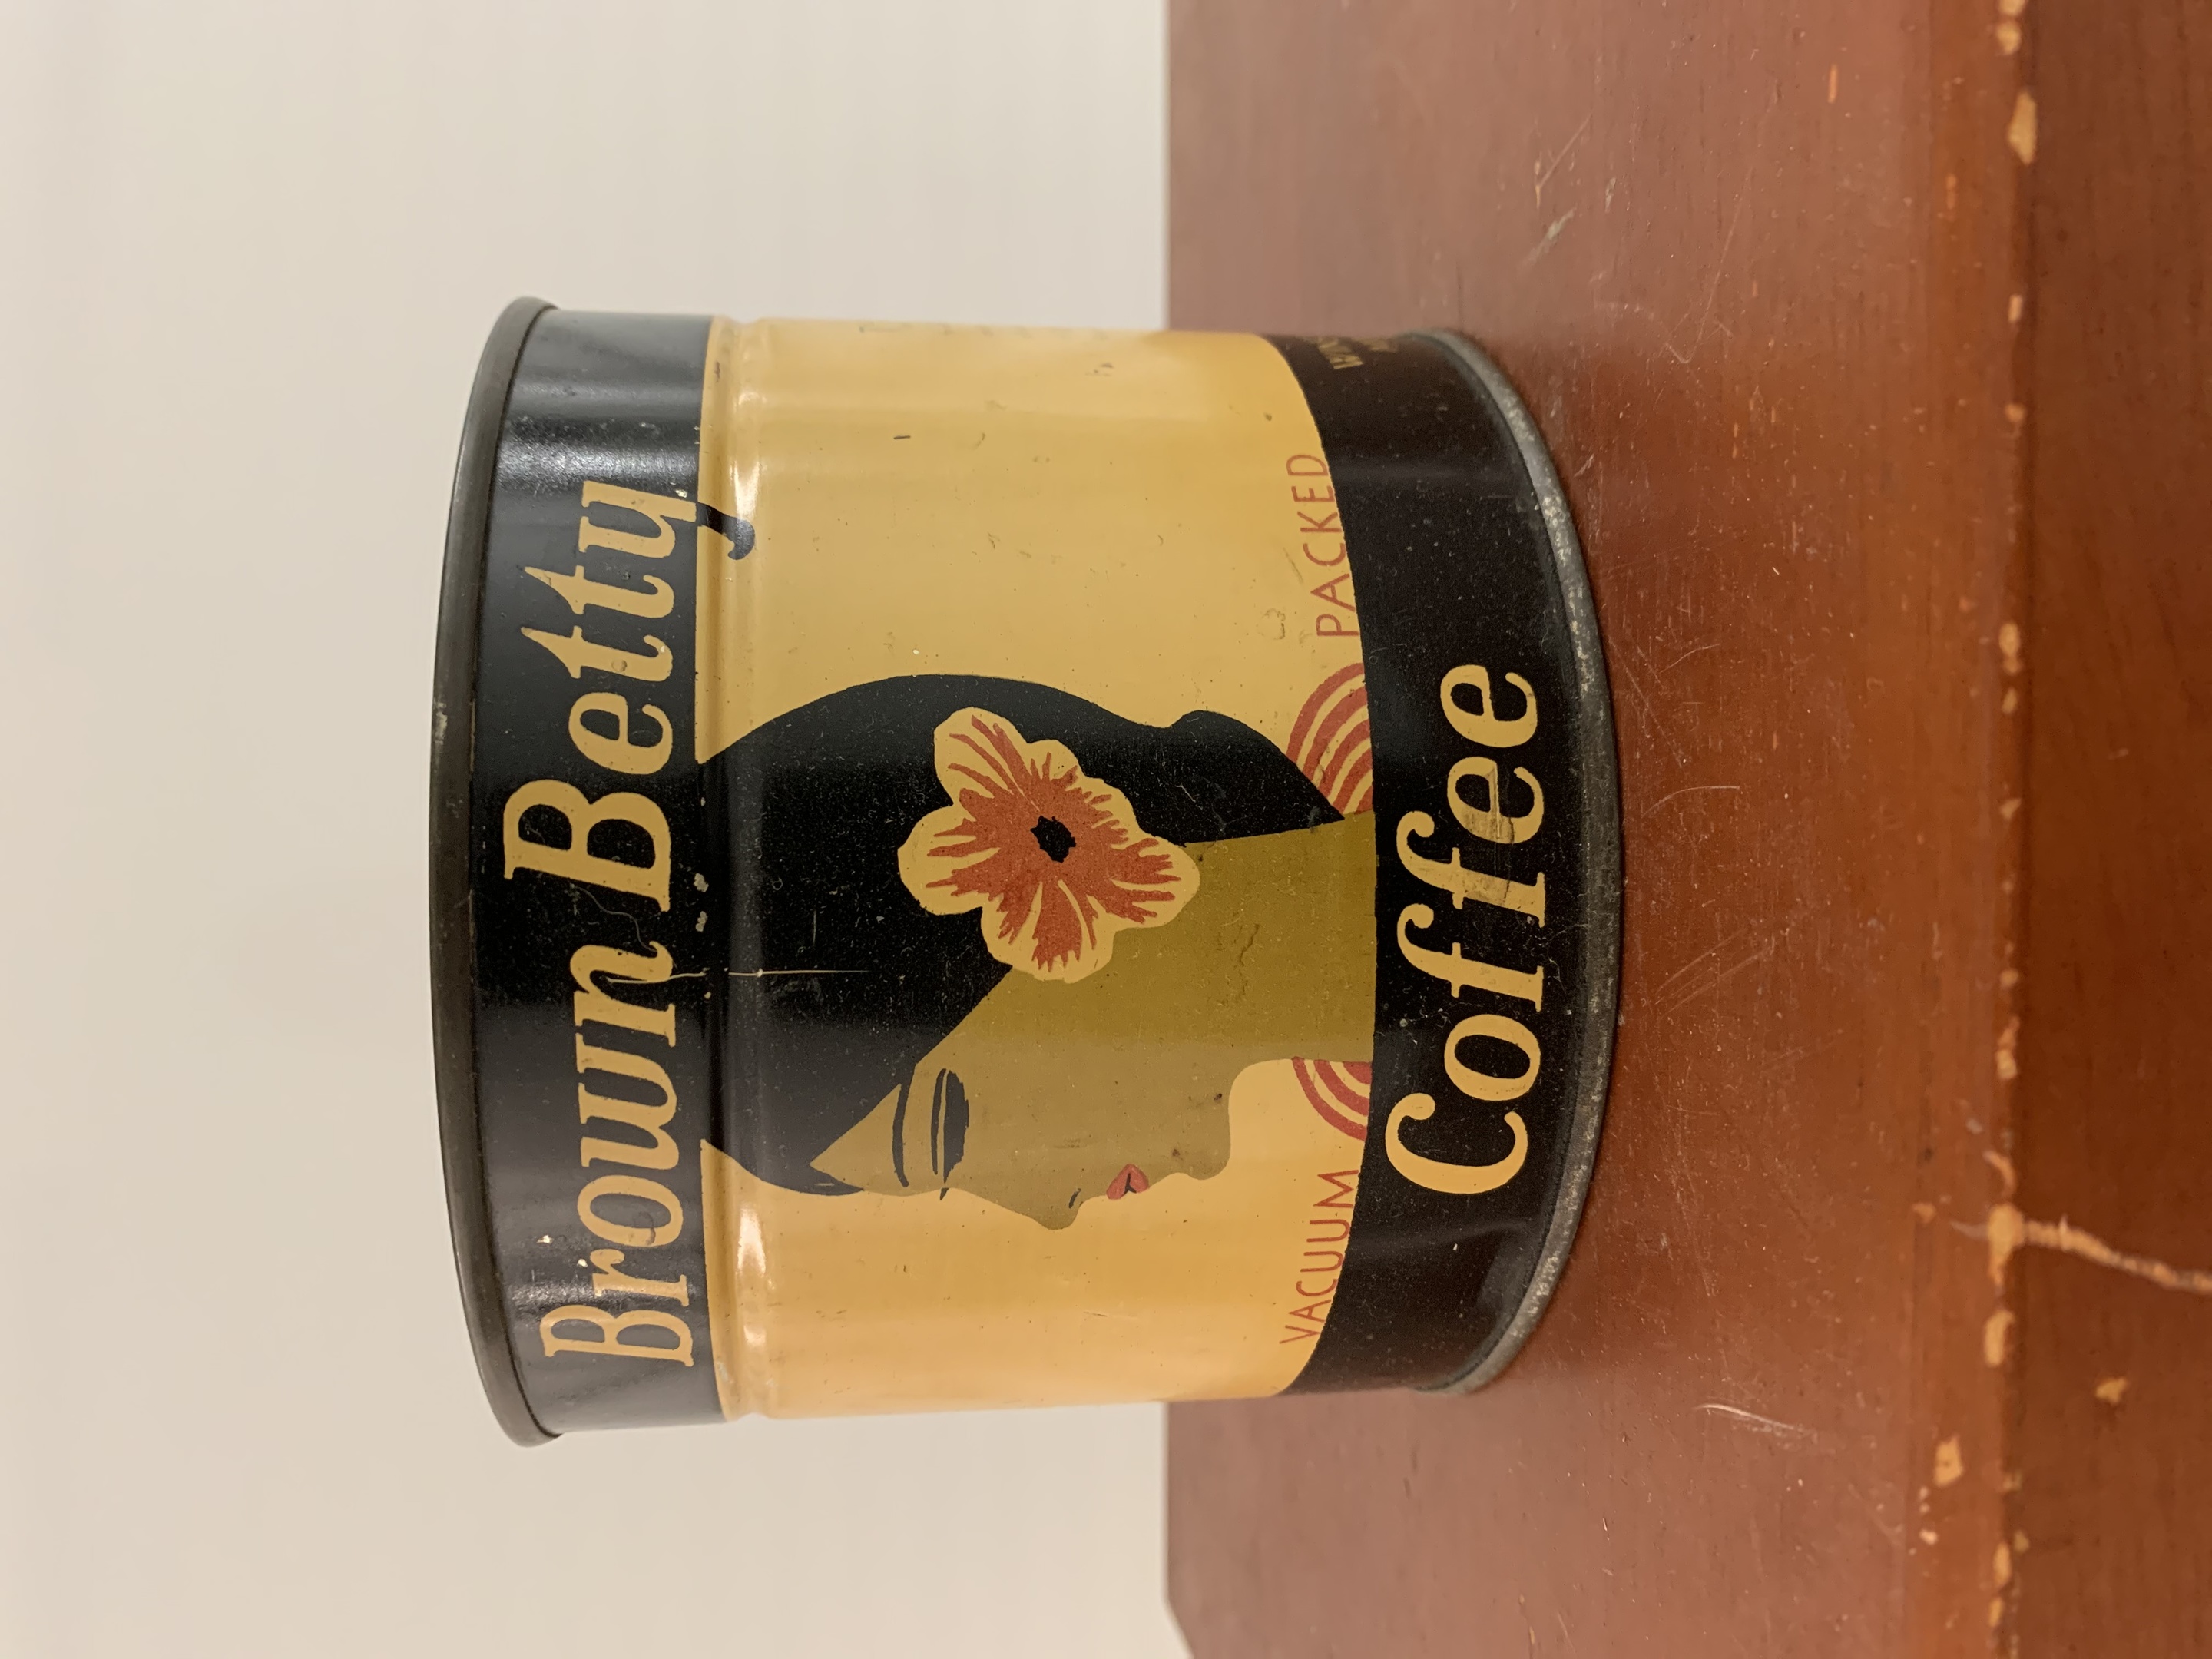 Brown Betty
VACUUM PACKED
Coffee